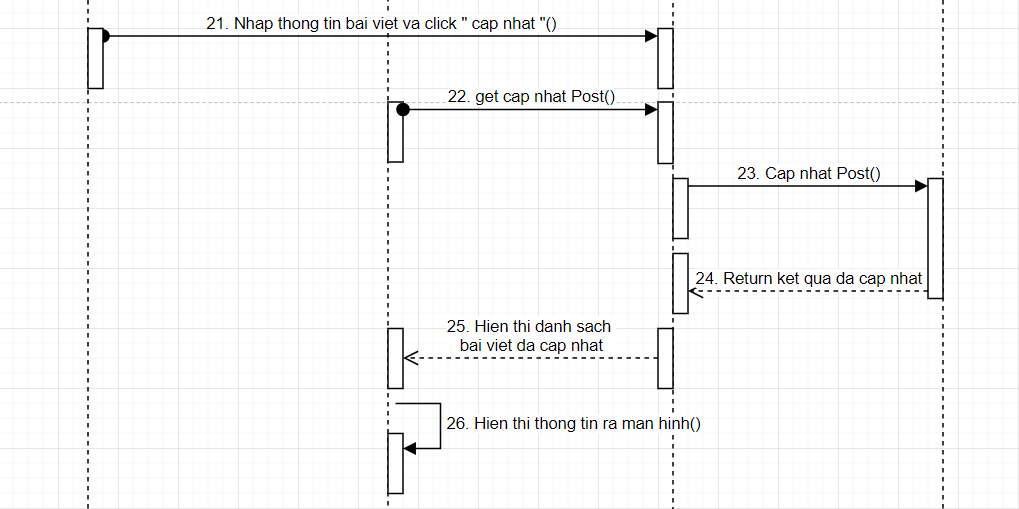 21. Nhap thong tin bai viet va click " cap nhat "()
22. get cap nhat Post()
23. Cap nhat Post()
24. Return ket qua da cap nhat
25. Hien thi danh sach
bai viet da cap nhat
26. Hien thi thong tin ra man hinh()